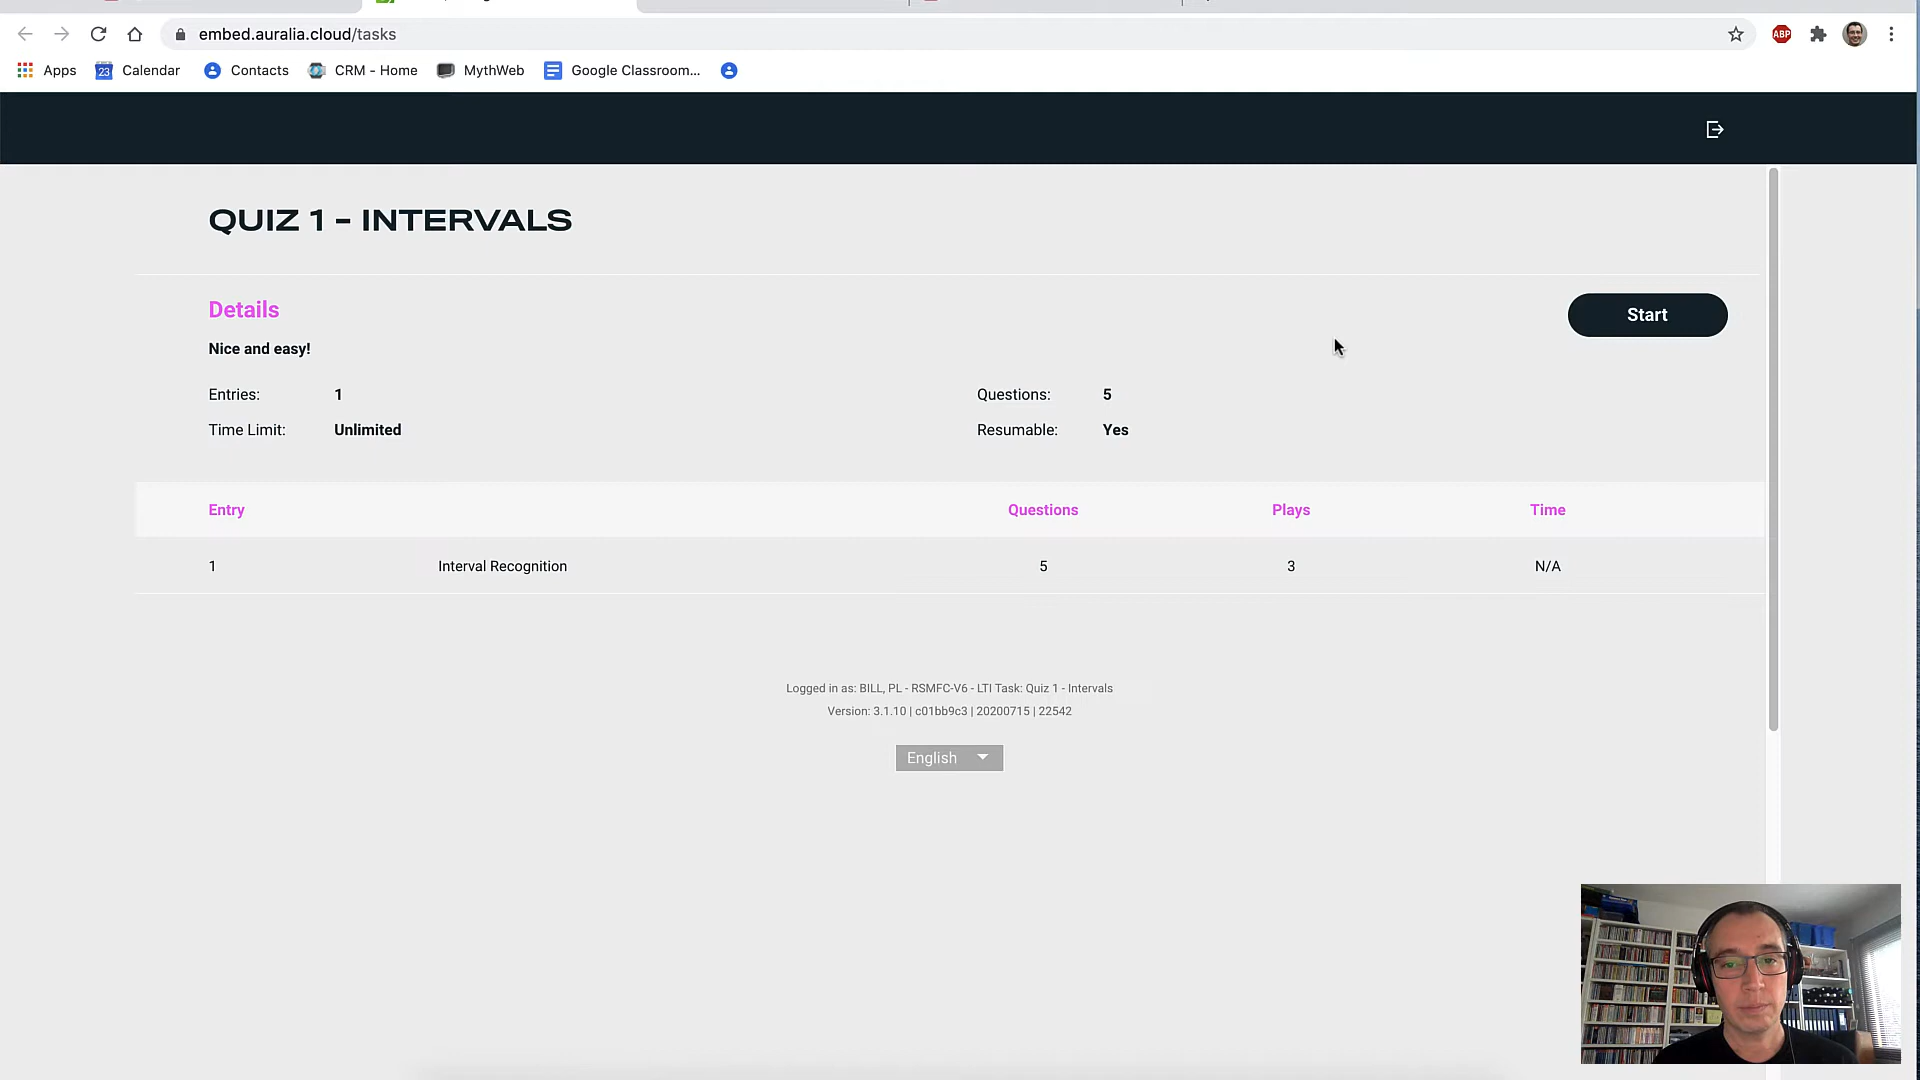 embed.auralia.cloud/tasks
ABP
Apps
23 Calendar
Contacts
CRM - Home
MythWeb
Google Classroom...
QUIZ 1 - INTERVALS
Details
Start
Nice and easy!
Entries: 1
Questions: 5
Time Limit: Unlimited
Resumable: Yes
Entry Questions Plays Time
1 Interval Recognition 5 3 N/A
Logged in as: BILL, PL - RSMFC-V6 - LTI Task: Quiz 1 - Intervals
Version: 3.1.10 | c01bb9c3 | 20200715 | 22542
English